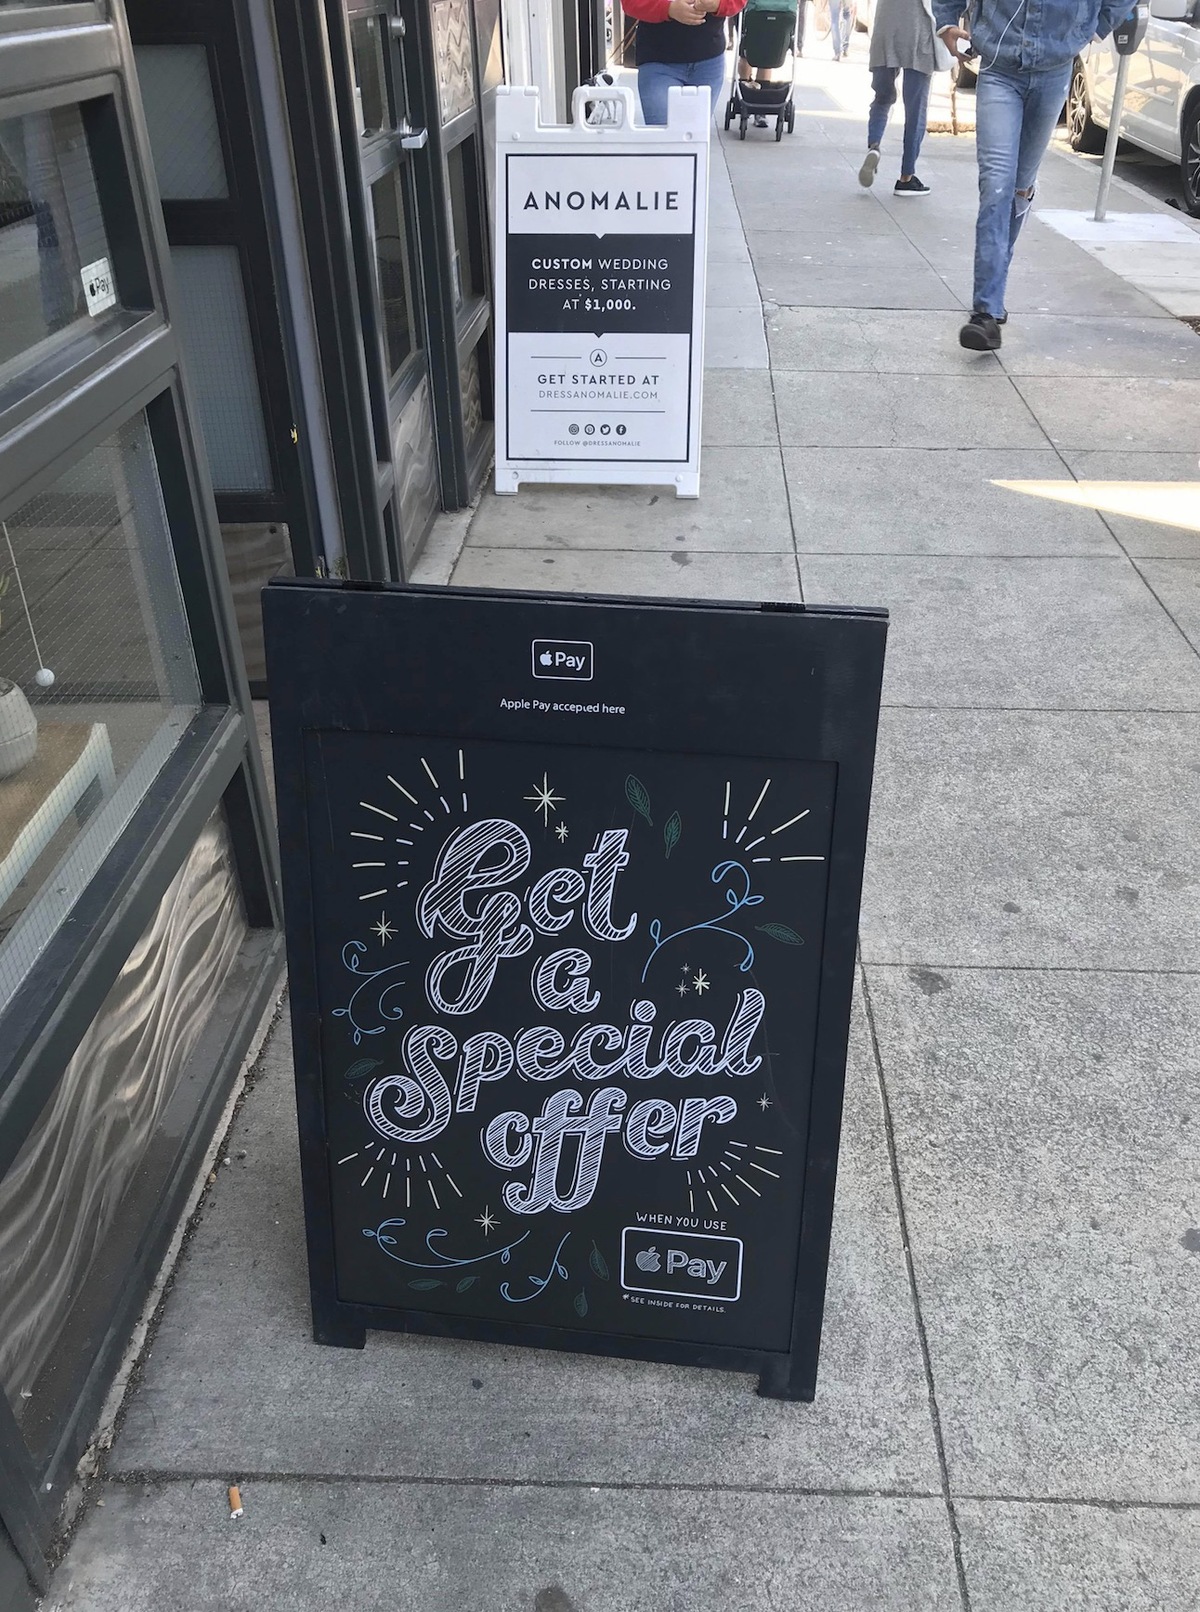 ANOMALIE
CUSTOM WEDDING
DRESSES, STARTING
AT $1,000.
A
GET STARTED AT
DRESSANOMALIE.COM
FOLLOW @DRESSANOMALIE
Pay
Pay
Apple Pay accepted here
Get
a
Special
offer
WHEN YOU USE
Pay
*SEE INSIDE FOR DETAILS.